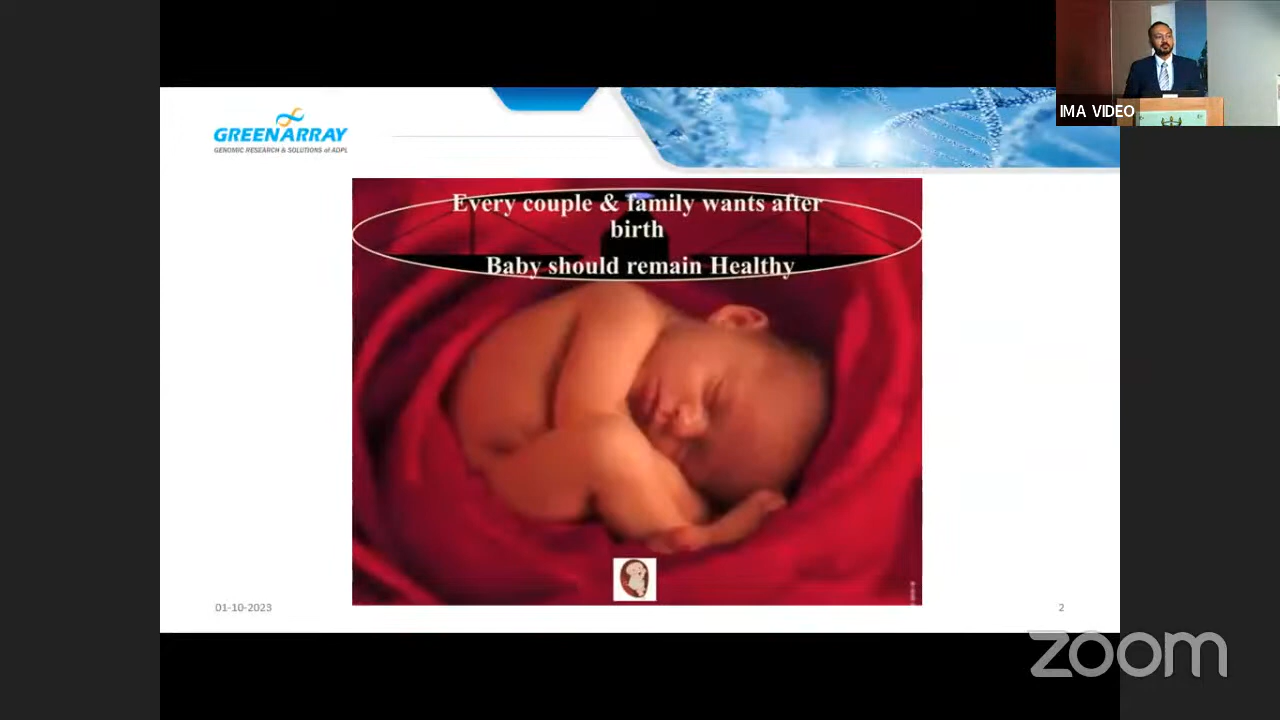 IMA VIDEO
GREENARRAY
GENOMIC RESEARCH & SOLUTIONS of ADPL
Every couple & family wants after
birth
Baby should remain Healthy
01-10-2023
2
zoom